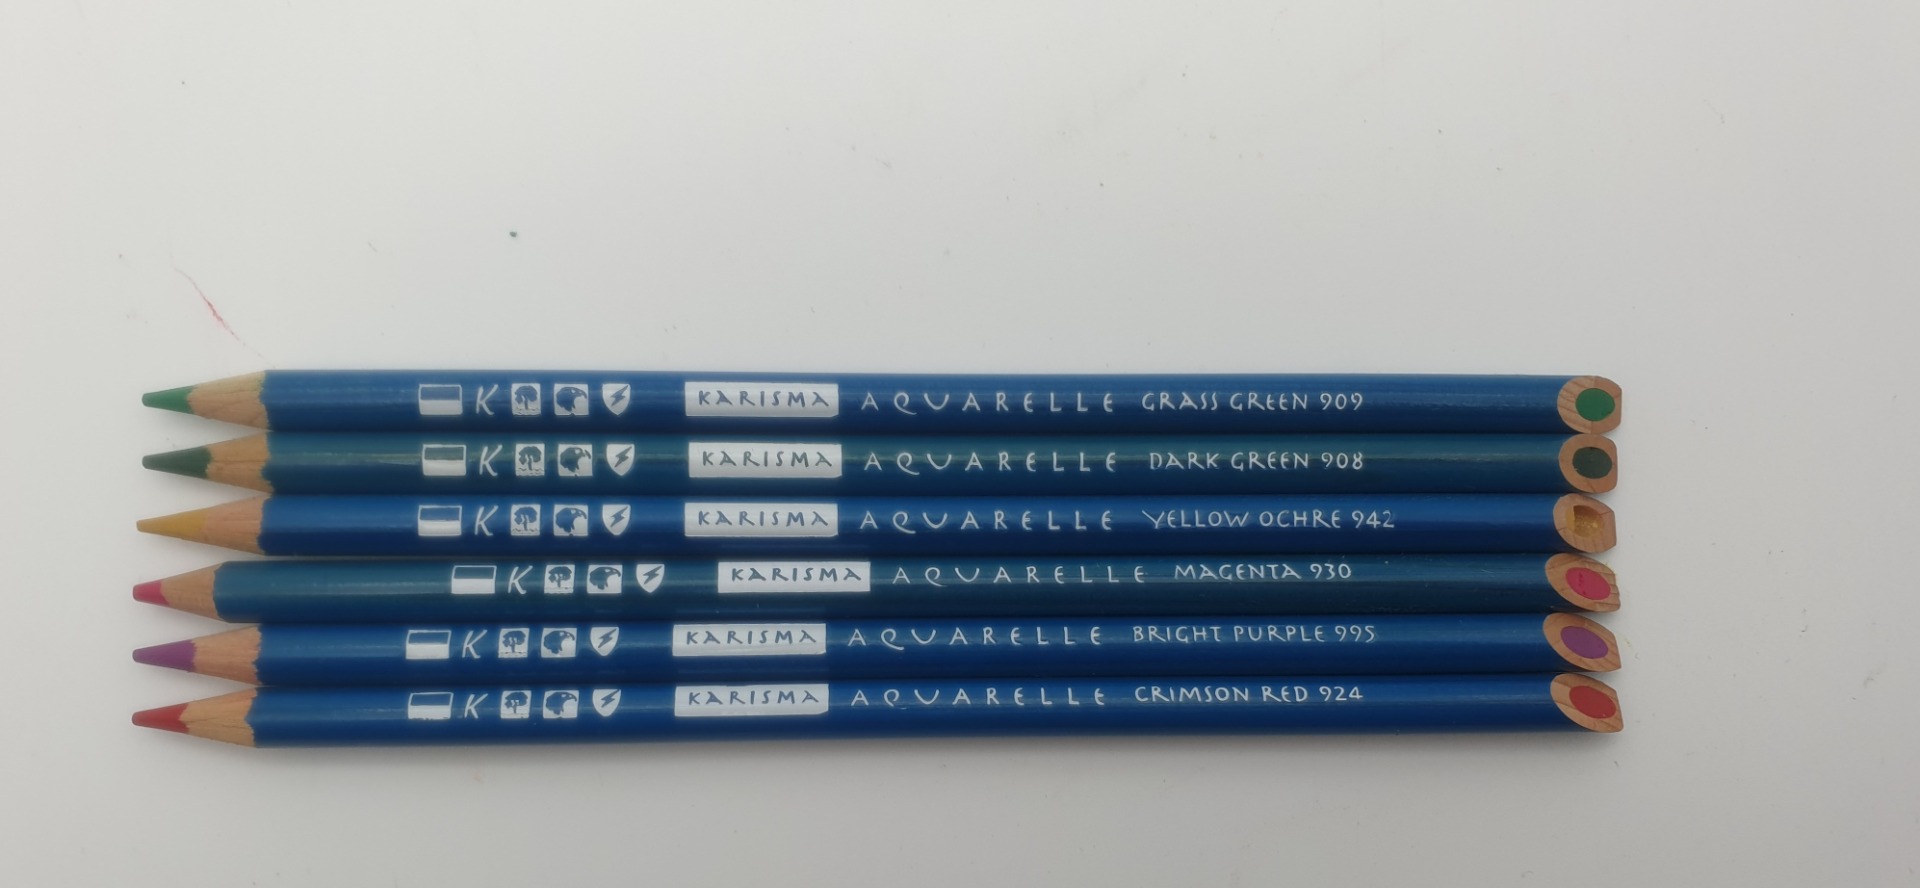 K KARISMA AQUARELLE GRASS GREEN 909
K KARISMA AQUARELLE DARK GREEN 908
K KARISMA AQUARELLE YELLOW OCHRE 942
K KARISMA AQUARELLE MAGENTA 930
K KARISMA AQUARELLE BRIGHT PURPLE 995
K KARISMA AQUARELLE CRIMSON RED 924